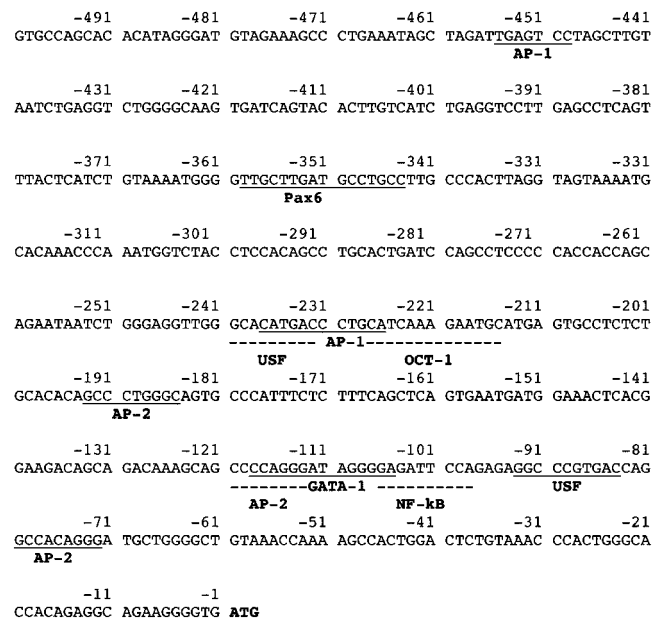 -491 -481 -471 -461 -451 -441
GTGCCAGCAC ACATAGGGAT GTAGAAAGCC CTGAAATAGC TAGATTGAGT CCTAGCTTGT
AP-1
-431 -421 -411 -401 -391 -381
AATCTGAGGT CTGGGGCAAG TGATCAGTAC ACTTGTCATC TGAGGTCCTT GAGCCTCAGT
-371 -361 -351 -341 -331 -331
TTACTCATCT GTAAAATGGG GTTGCTTGAT GCCTGCCTTG CCCACTTAGG TAGTAAAATG
Pax6
-311 -301 -291 -281 -271 -261
CACAAACCCA AATGGTCTAC CTCCACAGCC TGCACTGATC CAGCCTCCCC CACCACCAGC
-251 -241 -231 -221 -211 -201
AGAATAATCT GGGAGGTTGG GCACATGACC CTGCATCAAA GAATGCATGA GTGCCTCTCT
---------- AP-1---------------
USF OCT-1
-191 -181 -171 -161 -151 -141
GCACACAGCC CCTGGGCAGTG CCCATTTCTC TTTCAGCTCA GTGAATGATG GGAAACTCACG
AP-2
-131 -121 -111 -101 -91 -81
GAAGACAGCA GACAAAGCAG CCCCAGGGAT AGGGGAGATT CCAGAGAGGC CCGTGACCAG
--------GATA-1 ----------
AP-2 NF-kB USF
-71 -61 -51 -41 -31 -21
GCCACAGGGA TGCTGGGGCT GTAAACCAAA AGCCACTGGA CTCTGTAAAC CCACTGGGCA
AP-2
-11 -1
CCACAGAGGC AGAAGGGGTG ATG